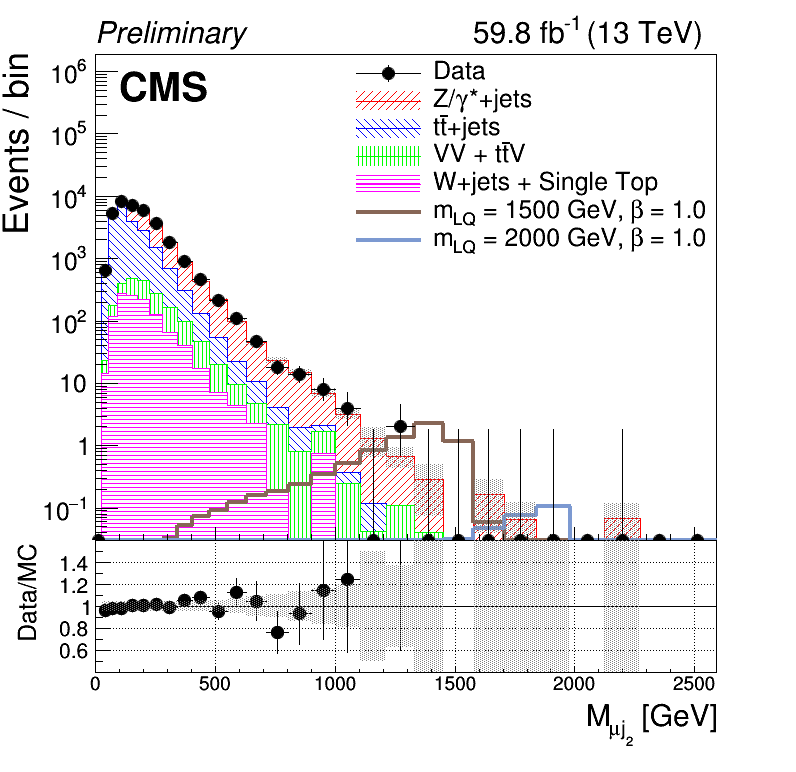 Preliminary 59.8 fb⁻¹ (13 TeV)
CMS
Data
Z/γ*+jets
tt̄+jets
VV + tt̄V
W+jets + Single Top
m_LQ = 1500 GeV, β = 1.0
m_LQ = 2000 GeV, β = 1.0
Events / bin
10⁶
10⁵
10⁴
10³
10²
10
1
10⁻¹
Data/MC
1.4
1.2
1
0.8
0.6
0 500 1000 1500 2000 2500
M_μj₂ [GeV]